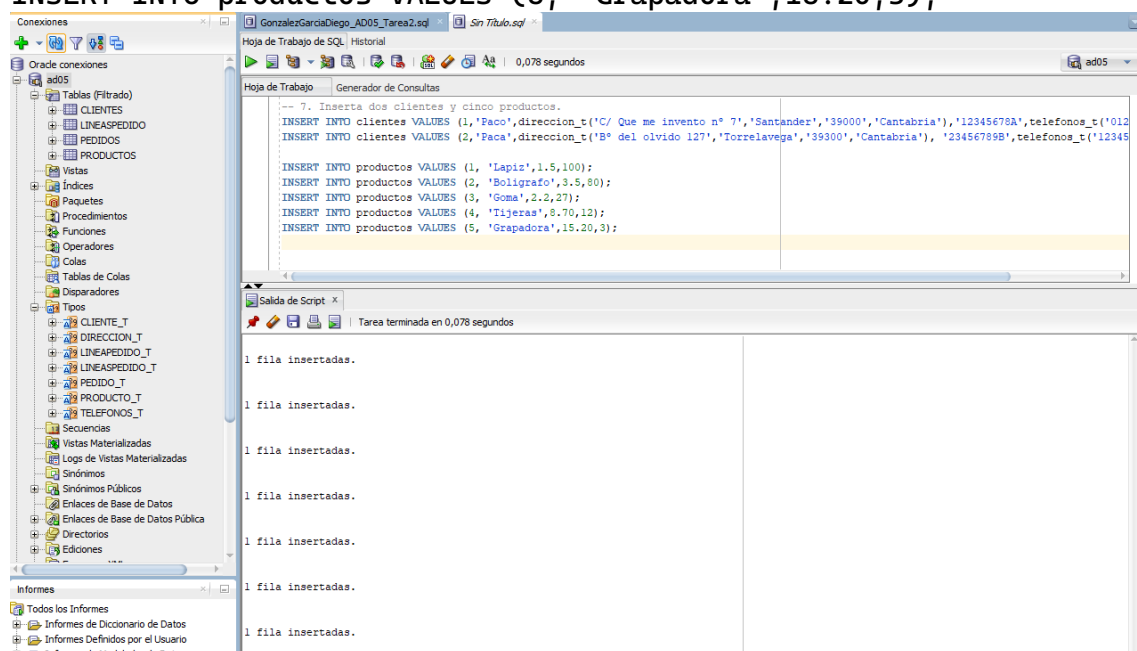 Conexiones
Oracle conexiones
ad05
Tablas (Filtrado)
CLIENTES
LINEASPEDIDO
PEDIDOS
PRODUCTOS
Vistas
Índices
Paquetes
Procedimientos
Funciones
Operadores
Colas
Tablas de Colas
Disparadores
Tipos
CLIENTE_T
DIRECCION_T
LINEAPEDIDO_T
LINEASPEDIDO_T
PEDIDO_T
PRODUCTO_T
TELEFONOS_T
Secuencias
Vistas Materializadas
Logs de Vistas Materializadas
Sinónimos
Sinónimos Públicos
Enlaces de Base de Datos
Enlaces de Base de Datos Pública
Directorios
Ediciones
Informes
Todos los Informes
Informes de Diccionario de Datos
Informes Definidos por el Usuario
GonzalezGarciaDiego_AD05_Tarea2.sql
Sin Título.sql
Hoja de Trabajo de SQL Historial
0,078 segundos
ad05
Hoja de Trabajo Generador de Consultas
-- 7. Inserta dos clientes y cinco productos.
INSERT INTO clientes VALUES (1,'Paco',direccion_t('C/ Que me invento nº 7','Santander','39000','Cantabria'),'12345678A',telefonos_t('012
INSERT INTO clientes VALUES (2,'Paca',direccion_t('Bº del olvido 127','Torrelavega','39300','Cantabria'), '23456789B',telefonos_t('12345
INSERT INTO productos VALUES (1, 'Lapiz',1.5,100);
INSERT INTO productos VALUES (2, 'Boligrafo',3.5,80);
INSERT INTO productos VALUES (3, 'Goma',2.2,27);
INSERT INTO productos VALUES (4, 'Tijeras',8.70,12);
INSERT INTO productos VALUES (5, 'Grapadora',15.20,3);
Salida de Script
Tarea terminada en 0,078 segundos
1 fila insertadas.
1 fila insertadas.
1 fila insertadas.
1 fila insertadas.
1 fila insertadas.
1 fila insertadas.
1 fila insertadas.